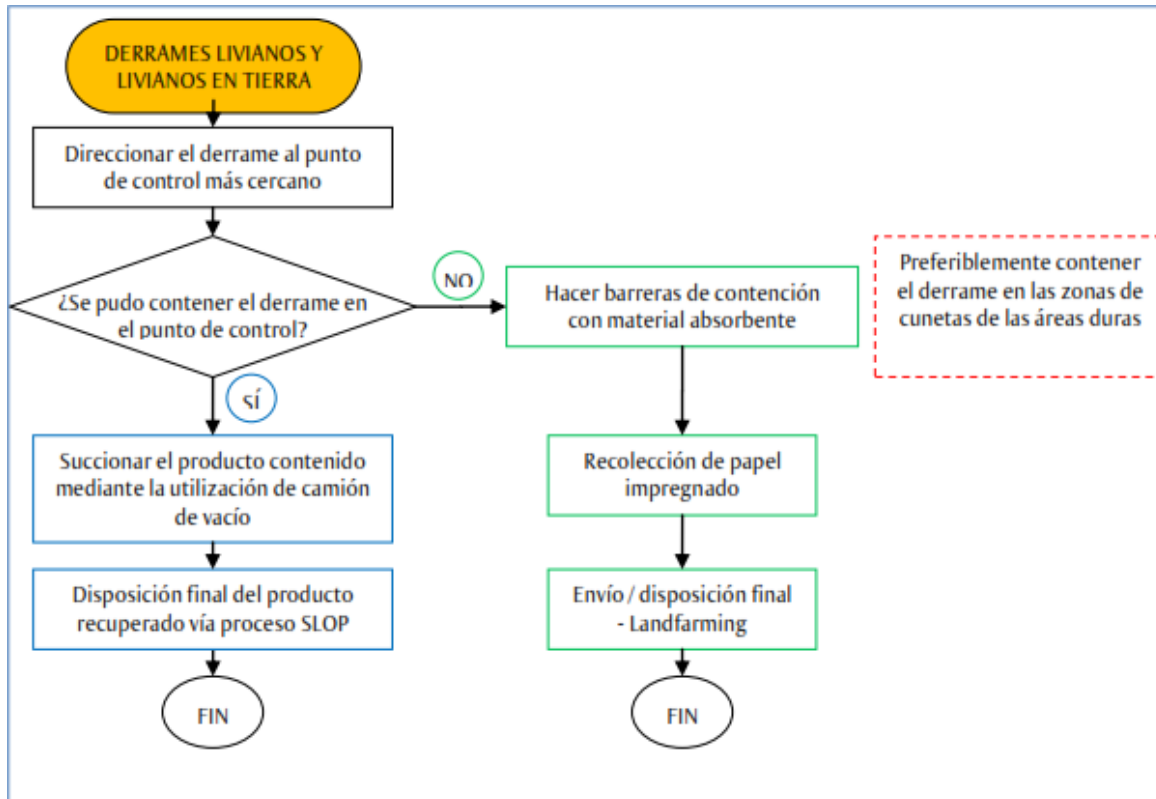 DERRAMES LIVIANOS Y
LIVIANOS EN TIERRA
Direccionar el derrame al punto
de control más cercano
¿Se pudo contener el derrame en
el punto de control?
NO
Hacer barreras de contención
con material absorbente
Preferiblemente contener
el derrame en las zonas de
cunetas de las áreas duras
SÍ
Succionar el producto contenido
mediante la utilización de camión
de vacío
Recolección de papel
impregnado
Disposición final del producto
recuperado vía proceso SLOP
Envío / disposición final
- Landfarming
FIN
FIN